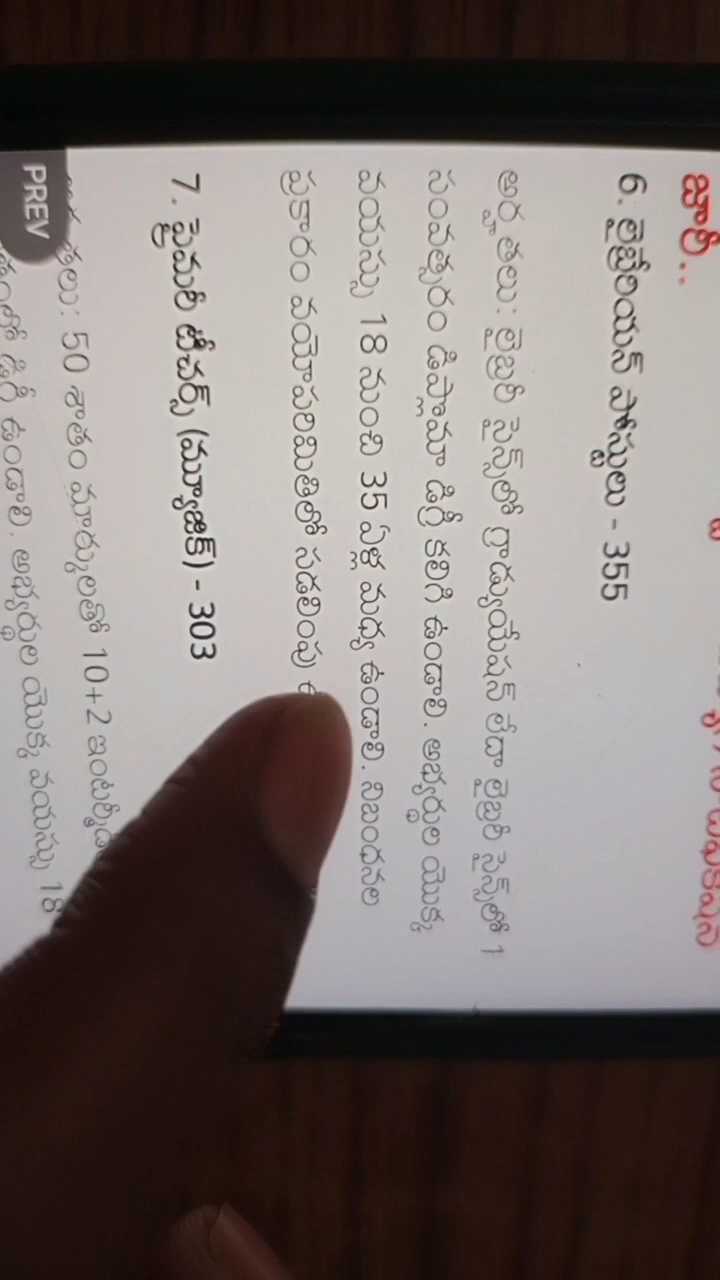 జారీ..
6. లైబ్రేరియన్ పోస్టులు - 355
అర్హతలు: లైబ్రరీ సైన్స్‌లో గ్రాడ్యుయేషన్ లేదా లైబ్రరీ సైన్స్‌లో 1
సంవత్సరం డిప్లొమా డిగ్రీ కలిగి ఉండాలి. అభ్యర్థుల యొక్క
వయస్సు 18 నుంచి 35 ఏళ్ల మధ్య ఉండాలి. నిబంధనల
ప్రకారం వయోపరిమితిలో సడలింపు
7. ప్రైమరీ టీచర్స్ (మ్యూజిక్) - 303
50 శాతం మార్కులతో 10+2
డిగ్రీ ఉండాలి. అభ్యర్థుల యొక్క వయస్సు 18
PREV